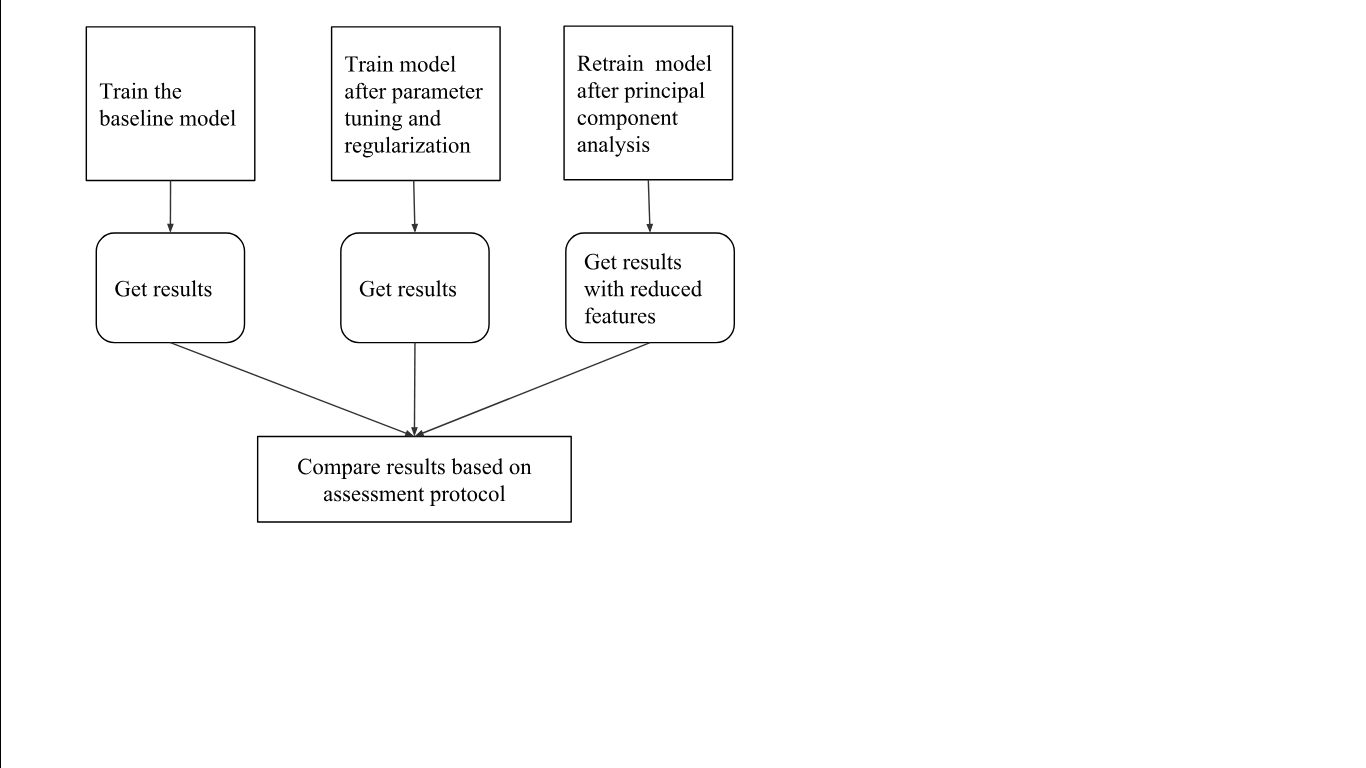 Train the
baseline model
Train model
after parameter
tuning and
regularization
Retrain  model
after principal
component
analysis
Get results
Get results
Get results
with reduced
features
Compare results based on
assessment protocol